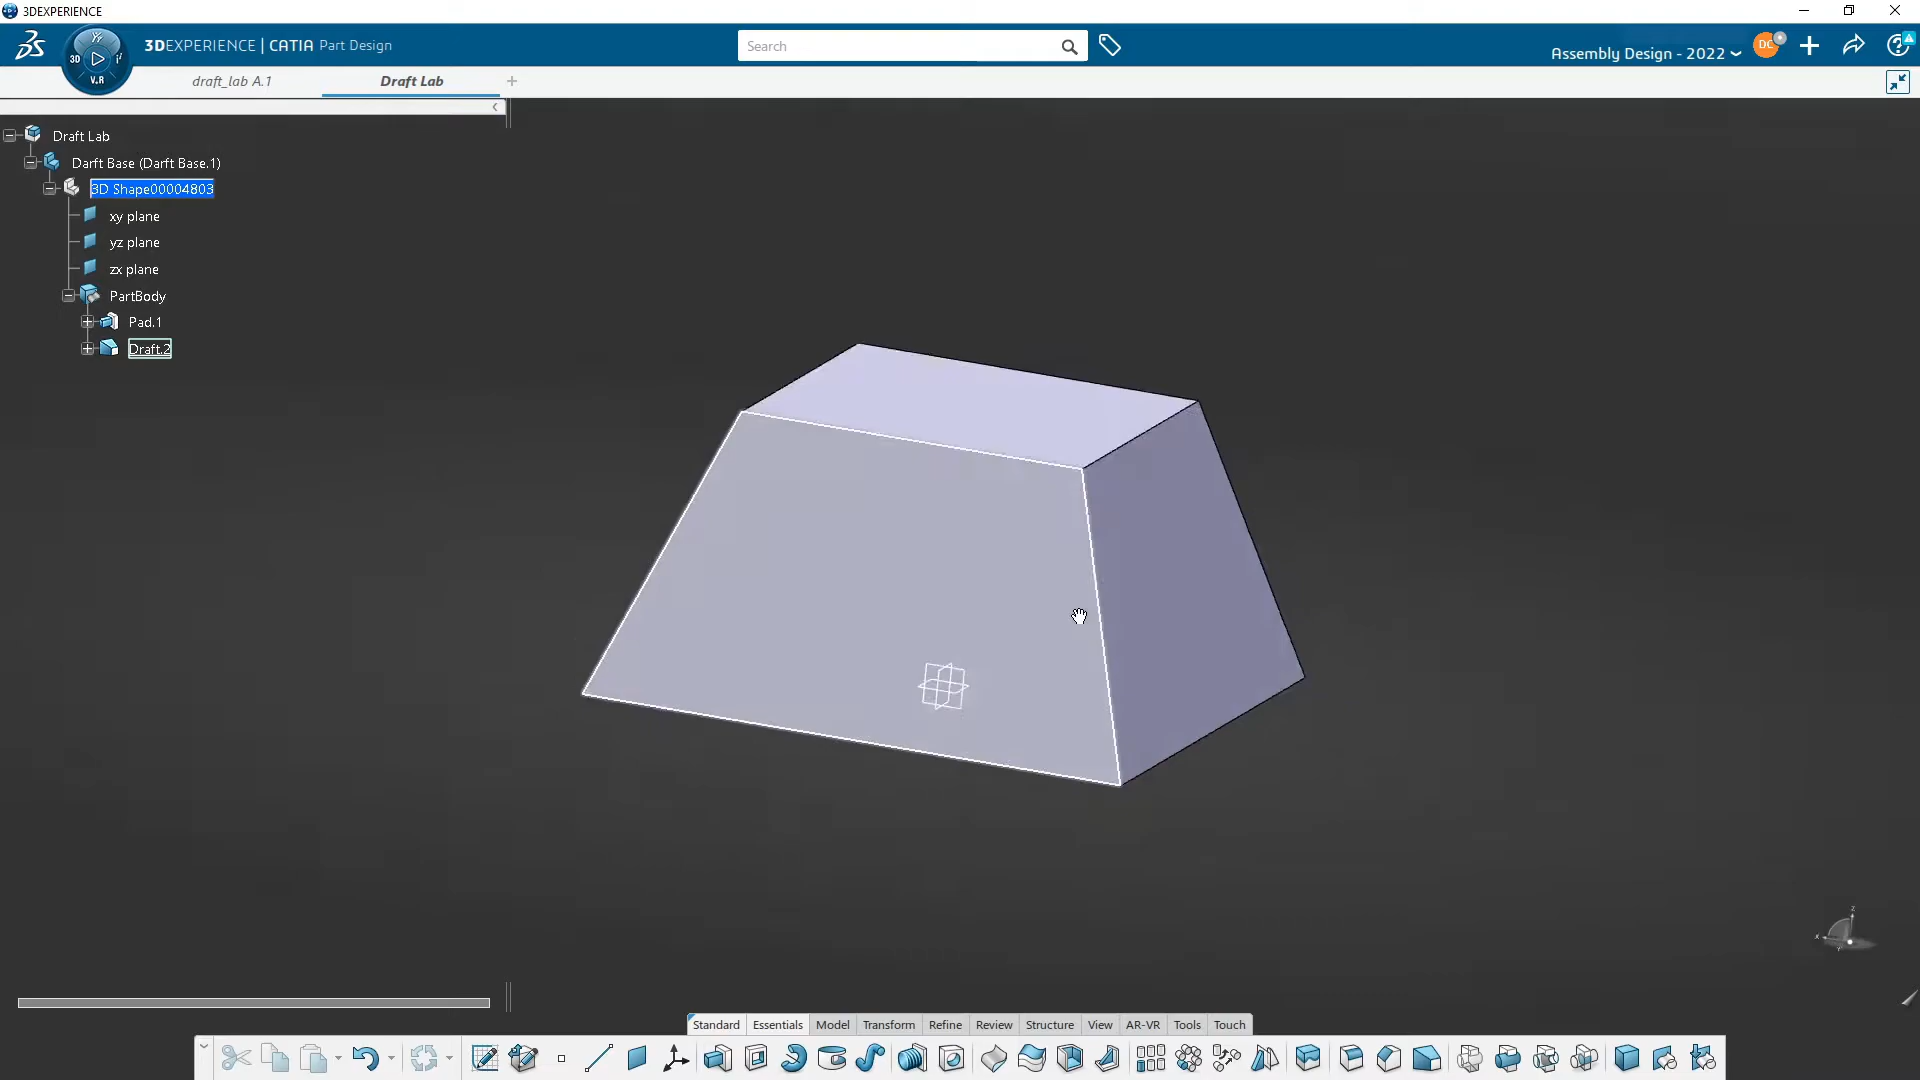 3DEXPERIENCE
3DEXPERIENCE | CATIA Part Design
3D
V.R
Search
Assembly Design - 2022
DC
draft_lab A.1
Draft Lab
+
Draft Lab
Darft Base (Darft Base.1)
3D Shape00004803
xy plane
yz plane
zx plane
PartBody
Pad.1
Draft.2
Standard Essentials Model Transform Refine Review Structure View AR-VR Tools Touch